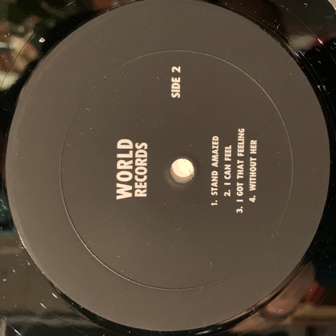 WORLD
RECORDS
SIDE 2
1. STAND AMAZED
2. I CAN FEEL
3. I GOT THAT FEELING
4. WITHOUT HER